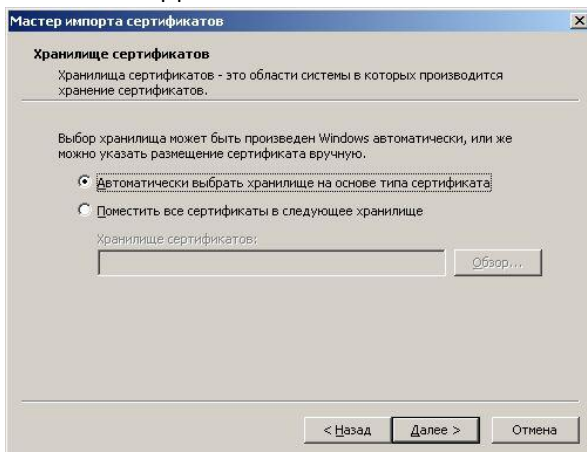 Мастер импорта сертификатов
Хранилище сертификатов
Хранилища сертификатов - это области системы в которых производится
хранение сертификатов.
Выбор хранилища может быть произведен Windows автоматически, или же
можно указать размещение сертификата вручную.
Автоматически выбрать хранилище на основе типа сертификата
Поместить все сертификаты в следующее хранилище
Хранилище сертификатов:
Обзор...
< Назад Далее > Отмена